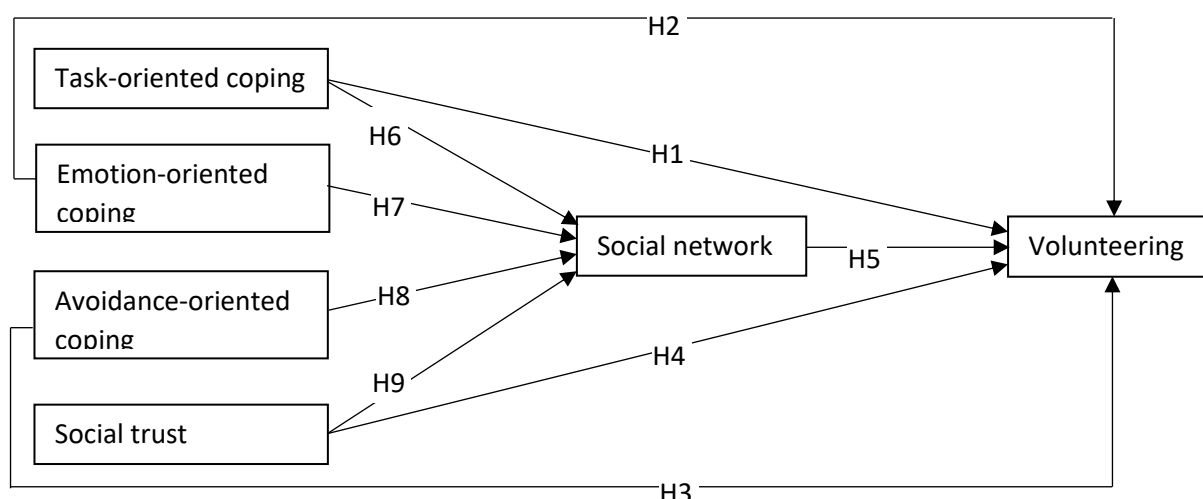 H2
Task-oriented coping
H6
H1
Emotion-oriented
coping
H7
Social network
H5
Volunteering
Avoidance-oriented
coping
H8
H4
H9
Social trust
H3